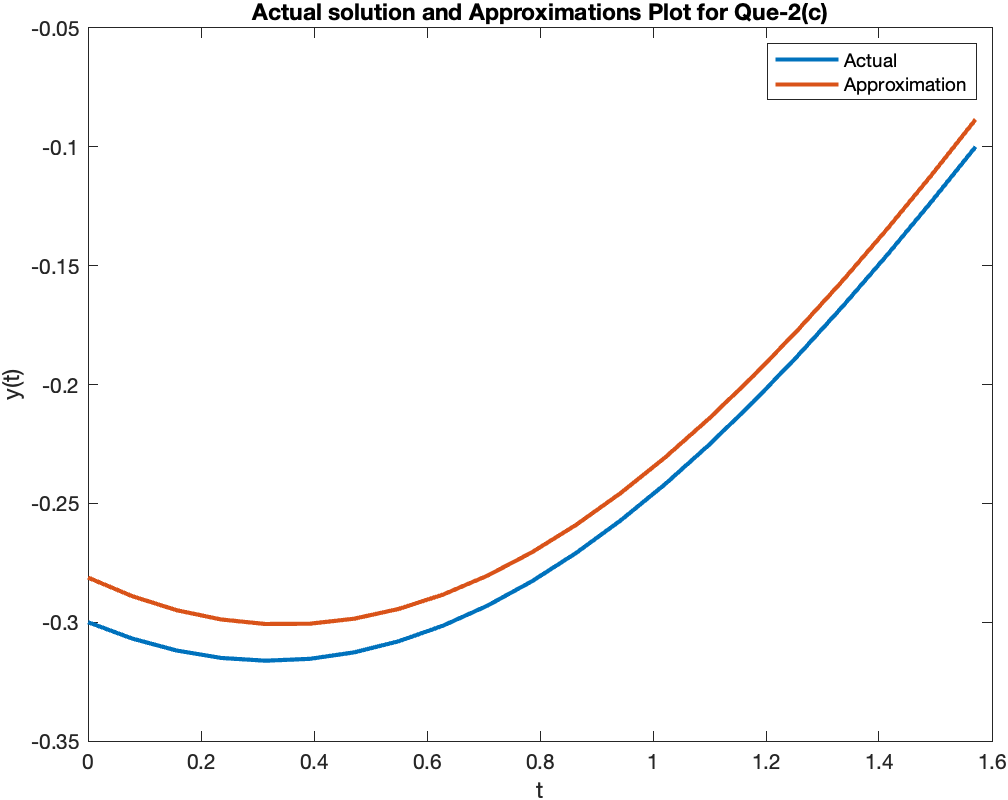 Actual solution and Approximations Plot for Que-2(c)
-0.05
Actual
Approximation
-0.1
-0.15
-0.2
y(t)
-0.25
-0.3
-0.35
0 0.2 0.4 0.6 0.8 1 1.2 1.4 1.6
t